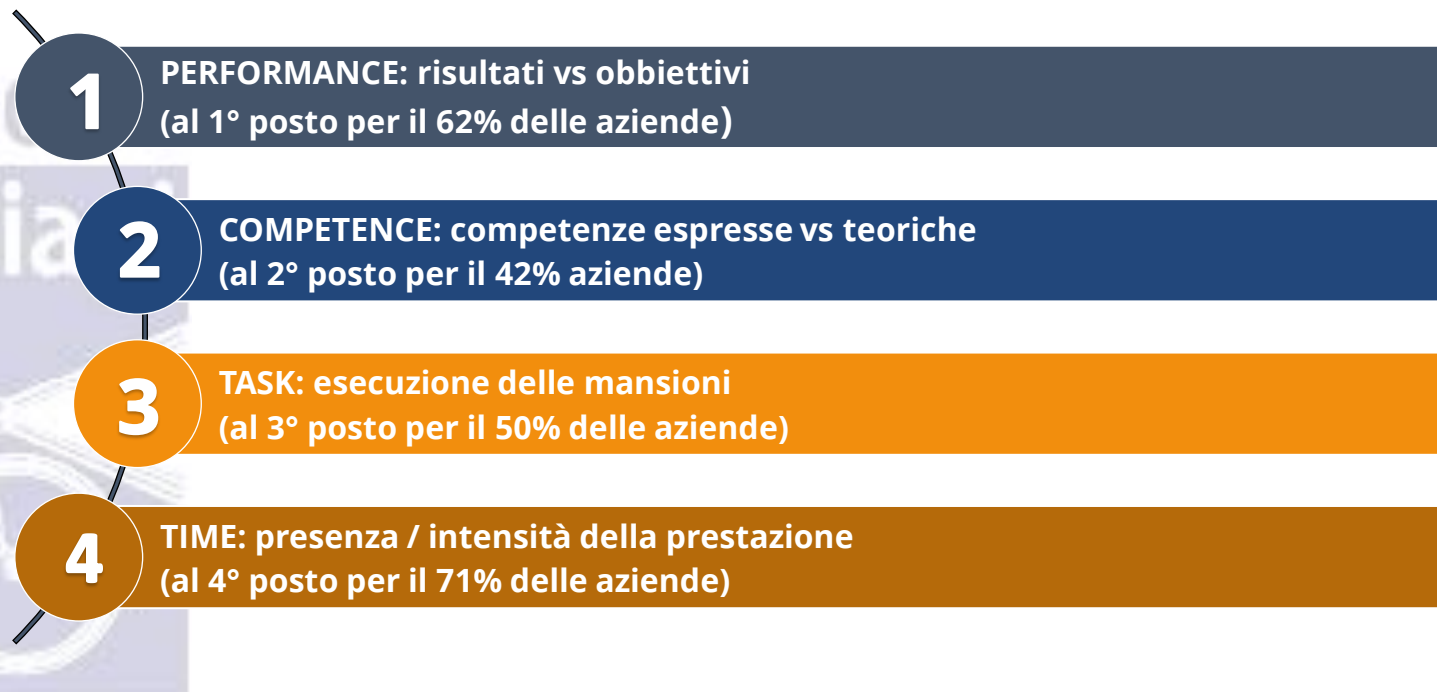 1
PERFORMANCE: risultati vs obbiettivi
(al 1° posto per il 62% delle aziende)
2
COMPETENCE: competenze espresse vs teoriche
(al 2° posto per il 42% aziende)
3
TASK: esecuzione delle mansioni
(al 3° posto per il 50% delle aziende)
4
TIME: presenza / intensità della prestazione
(al 4° posto per il 71% delle aziende)